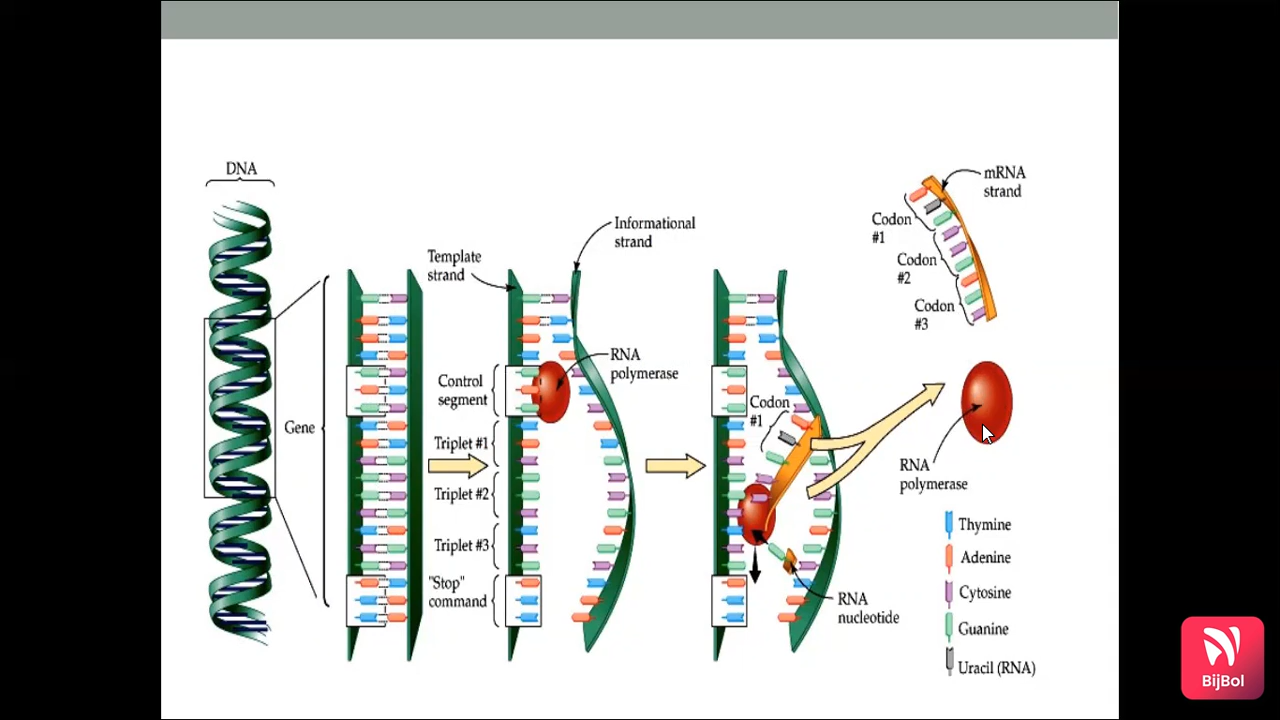 DNA
mRNA
strand
Codon
#1
Codon
#2
Codon
#3
Informational
strand
Template
strand
RNA
polymerase
Control
segment
Codon
#1
Gene
Triplet #1
Triplet #2
Triplet #3
"Stop"
command
RNA
polymerase
RNA
nucleotide
Thymine
Adenine
Cytosine
Guanine
Uracil (RNA)
BijBol